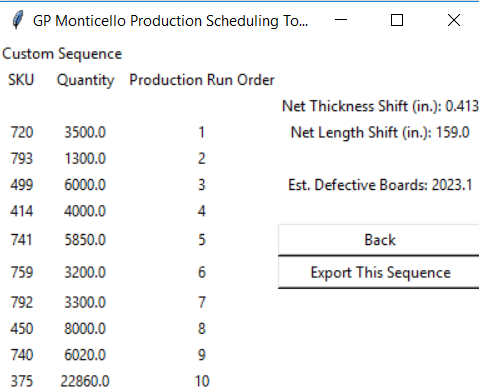 GP Monticello Production Scheduling To...
Custom Sequence
SKU Quantity Production Run Order
Net Thickness Shift (in.): 0.413
720 3500.0 1 Net Length Shift (in.): 159.0
793 1300.0 2
499 6000.0 3 Est. Defective Boards: 2023.1
414 4000.0 4
741 5850.0 5 Back
759 3200.0 6 Export This Sequence
792 3300.0 7
450 8000.0 8
740 6020.0 9
375 22860.0 10